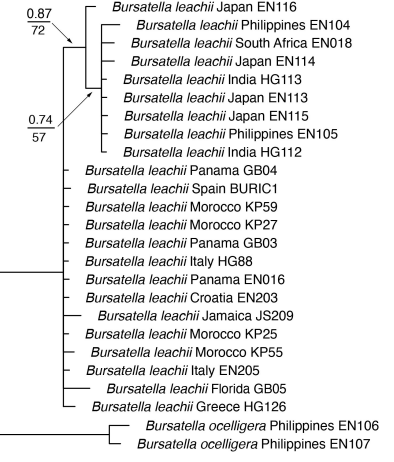 Bursatella leachii Japan EN116
0.87
72
Bursatella leachii Philippines EN104
Bursatella leachii South Africa EN018
Bursatella leachii Japan EN114
Bursatella leachii India HG113
Bursatella leachii Japan EN113
0.74
57
Bursatella leachii Japan EN115
Bursatella leachii Philippines EN105
Bursatella leachii India HG112
Bursatella leachii Panama GB04
Bursatella leachii Spain BURIC1
Bursatella leachii Morocco KP59
Bursatella leachii Morocco KP27
Bursatella leachii Panama GB03
Bursatella leachii Italy HG88
Bursatella leachii Panama EN016
Bursatella leachii Croatia EN203
Bursatella leachii Jamaica JS209
Bursatella leachii Morocco KP25
Bursatella leachii Morocco KP55
Bursatella leachii Italy EN205
Bursatella leachii Florida GB05
Bursatella leachii Greece HG126
Bursatella ocelligera Philippines EN106
Bursatella ocelligera Philippines EN107